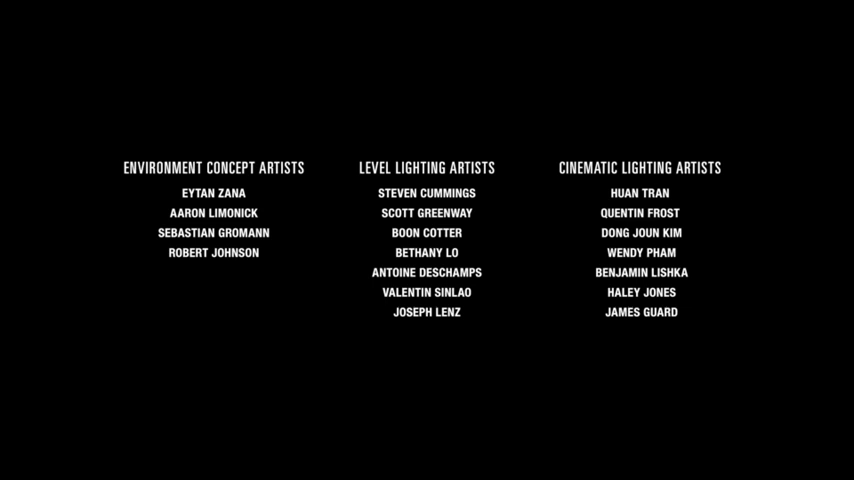 ENVIRONMENT CONCEPT ARTISTS
EYTAN ZANA
AARON LIMONICK
SEBASTIAN GROMANN
ROBERT JOHNSON
LEVEL LIGHTING ARTISTS
STEVEN CUMMINGS
SCOTT GREENWAY
BOON COTTER
BETHANY LO
ANTOINE DESCHAMPS
VALENTIN SINLAO
JOSEPH LENZ
CINEMATIC LIGHTING ARTISTS
HUAN TRAN
QUENTIN FROST
DONG JOUN KIM
WENDY PHAM
BENJAMIN LISHKA
HALEY JONES
JAMES GUARD